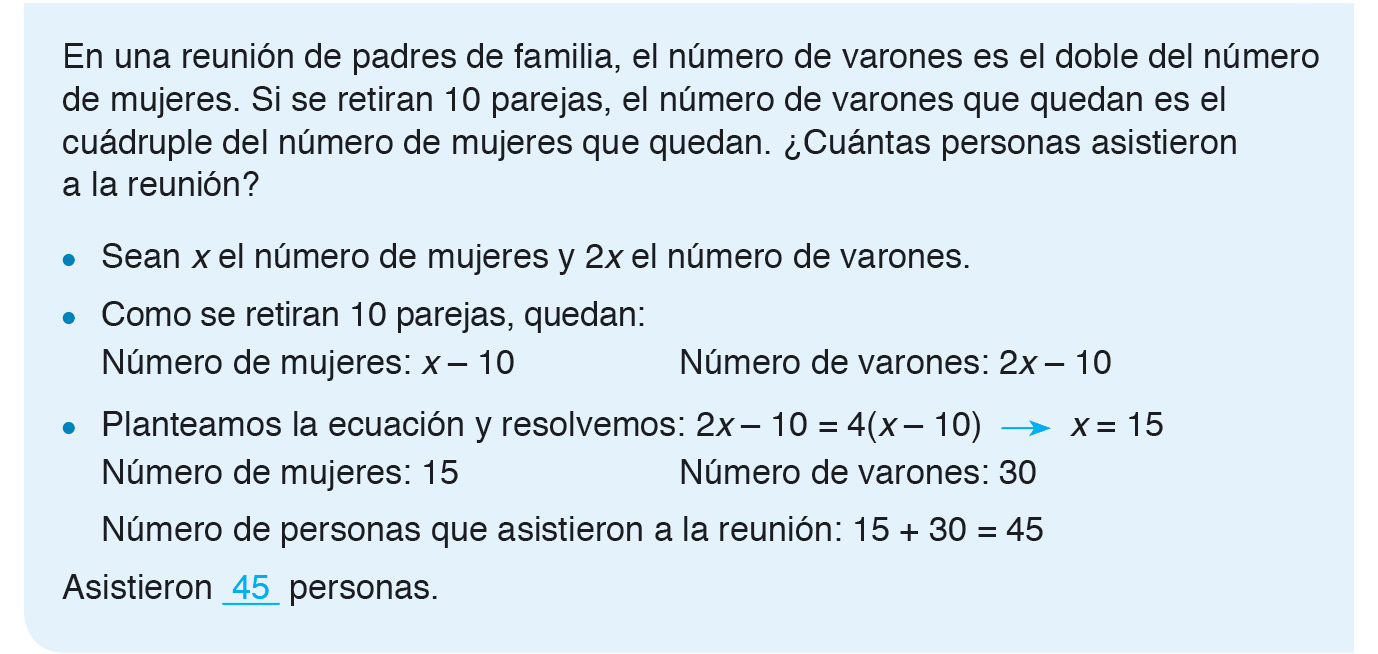 En una reunión de padres de familia, el número de varones es el doble del número
de mujeres. Si se retiran 10 parejas, el número de varones que quedan es el
cuádruple del número de mujeres que quedan. ¿Cuántas personas asistieron
a la reunión?
• Sean x el número de mujeres y 2x el número de varones.
• Como se retiran 10 parejas, quedan:
Número de mujeres: x – 10 Número de varones: 2x – 10
• Planteamos la ecuación y resolvemos: 2x – 10 = 4(x – 10) → x = 15
Número de mujeres: 15 Número de varones: 30
Número de personas que asistieron a la reunión: 15 + 30 = 45
Asistieron 45 personas.